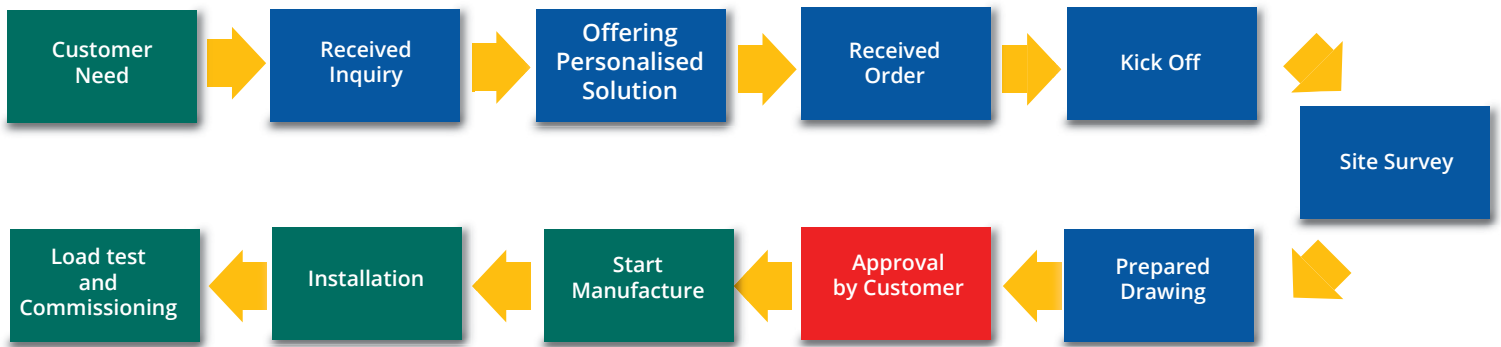 Customer
Need
Received
Inquiry
Offering
Personalised
Solution
Received
Order
Kick Off
Site Survey
Prepared
Drawing
Approval
by Customer
Start
Manufacture
Installation
Load test
and
Commissioning